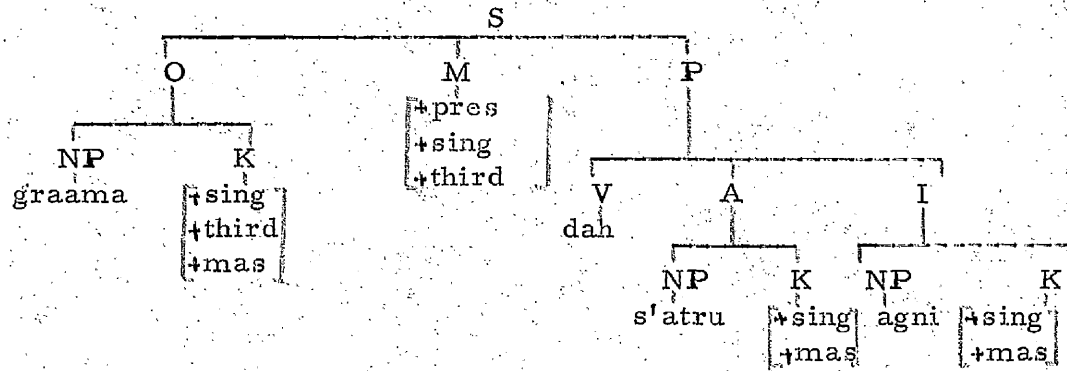 S
O M P
+pres
NP K +sing V A I
graama +sing +third dah
+third
+mas NP K NP K
s'atru +sing agni +sing
+mas +mas